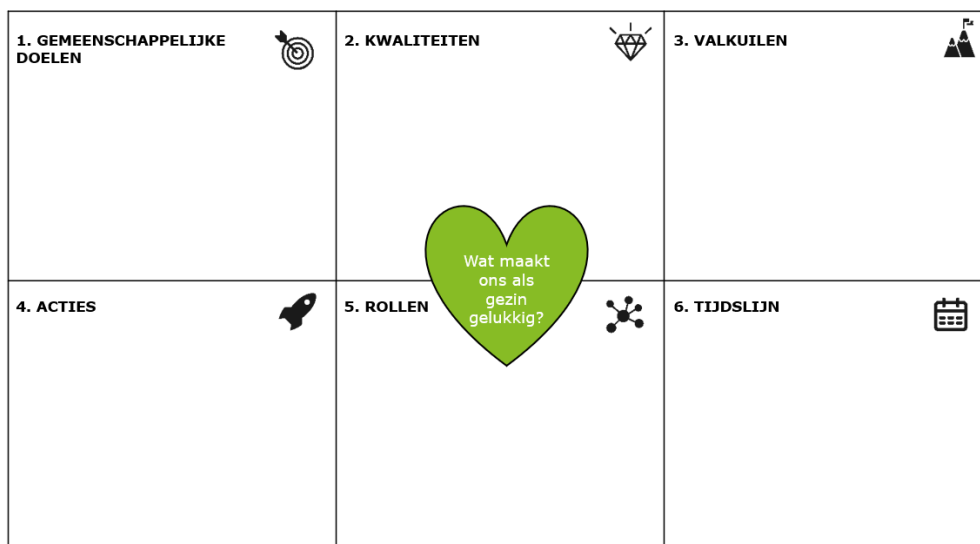 1. GEMEENSCHAPPELIJKE
DOELEN
2. KWALITEITEN
3. VALKUILEN
Wat maakt
ons als
gezin
gelukkig?
4. ACTIES
5. ROLLEN
6. TIJDSLIJN